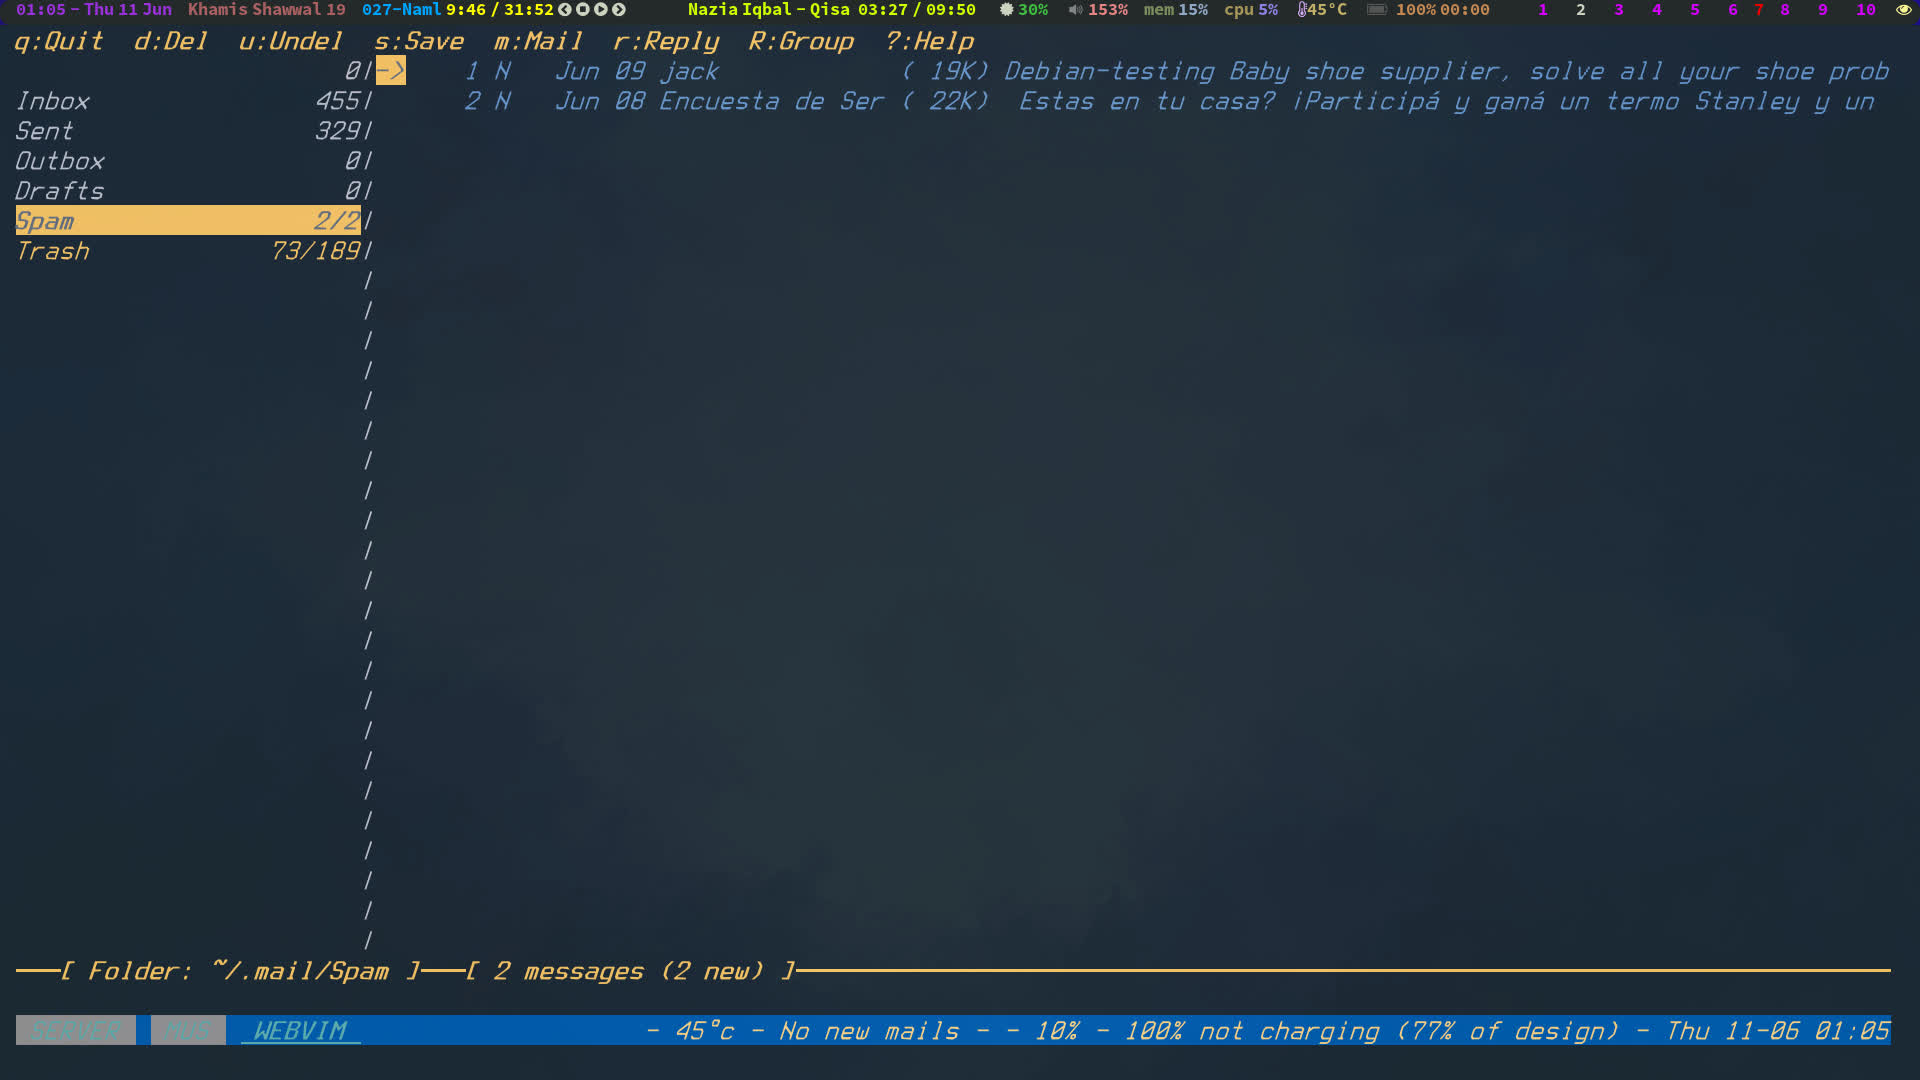 01:05 - Thu 11 Jun Khamis Shawwal 19 027-Naml 9:46 / 31:52 Nazia Iqbal - Qisa 03:27 / 09:50 30% 153% mem 15% cpu 5% 45°C 100% 00:00 1 2 3 4 5 6 7 8 9 10
q:Quit d:Del u:Undel s:Save m:Mail r:Reply R:Group ?:Help
0 -> 1 N Jun 09 jack ( 19K) Debian-testing Baby shoe supplier, solve all your shoe prob
Inbox 455 2 N Jun 08 Encuesta de Ser ( 22K) Estas en tu casa? ¡Participá y ganá un termo Stanley y un
Sent 329
Outbox 0
Drafts 0
Spam 2/2
Trash 73/189
[ Folder: ~/.mail/Spam ] [ 2 messages (2 new) ]
SERVER MUS WEBVIM - 45°c - No new mails - - 10% - 100% not charging (77% of design) - Thu 11-06 01:05